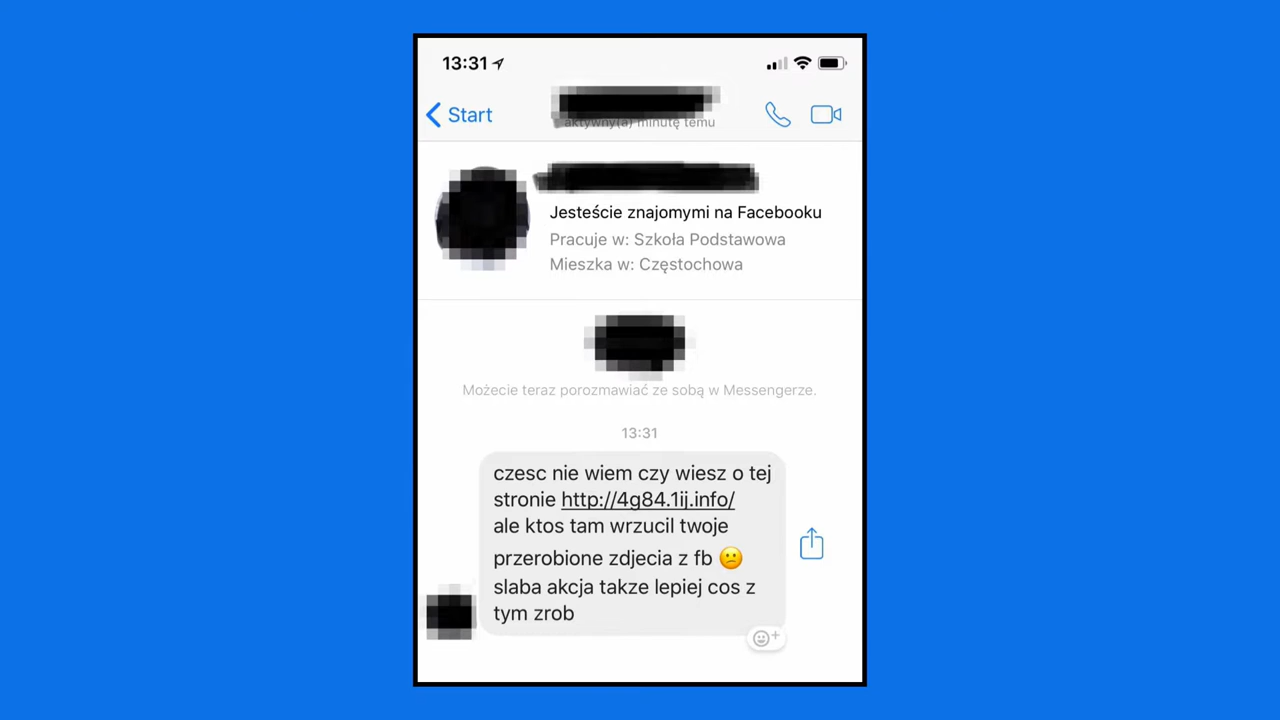 13:31
Start
aktywny(a) minutę temu
Jesteście znajomymi na Facebooku
Pracuje w: Szkoła Podstawowa
Mieszka w: Częstochowa
Możecie teraz porozmawiać ze sobą w Messengerze.
13:31
czesc nie wiem czy wiesz o tej
stronie http://4g84.1ij.info/
ale ktos tam wrzucil twoje
przerobione zdjecia z fb 😕
slaba akcja takze lepiej cos z
tym zrob